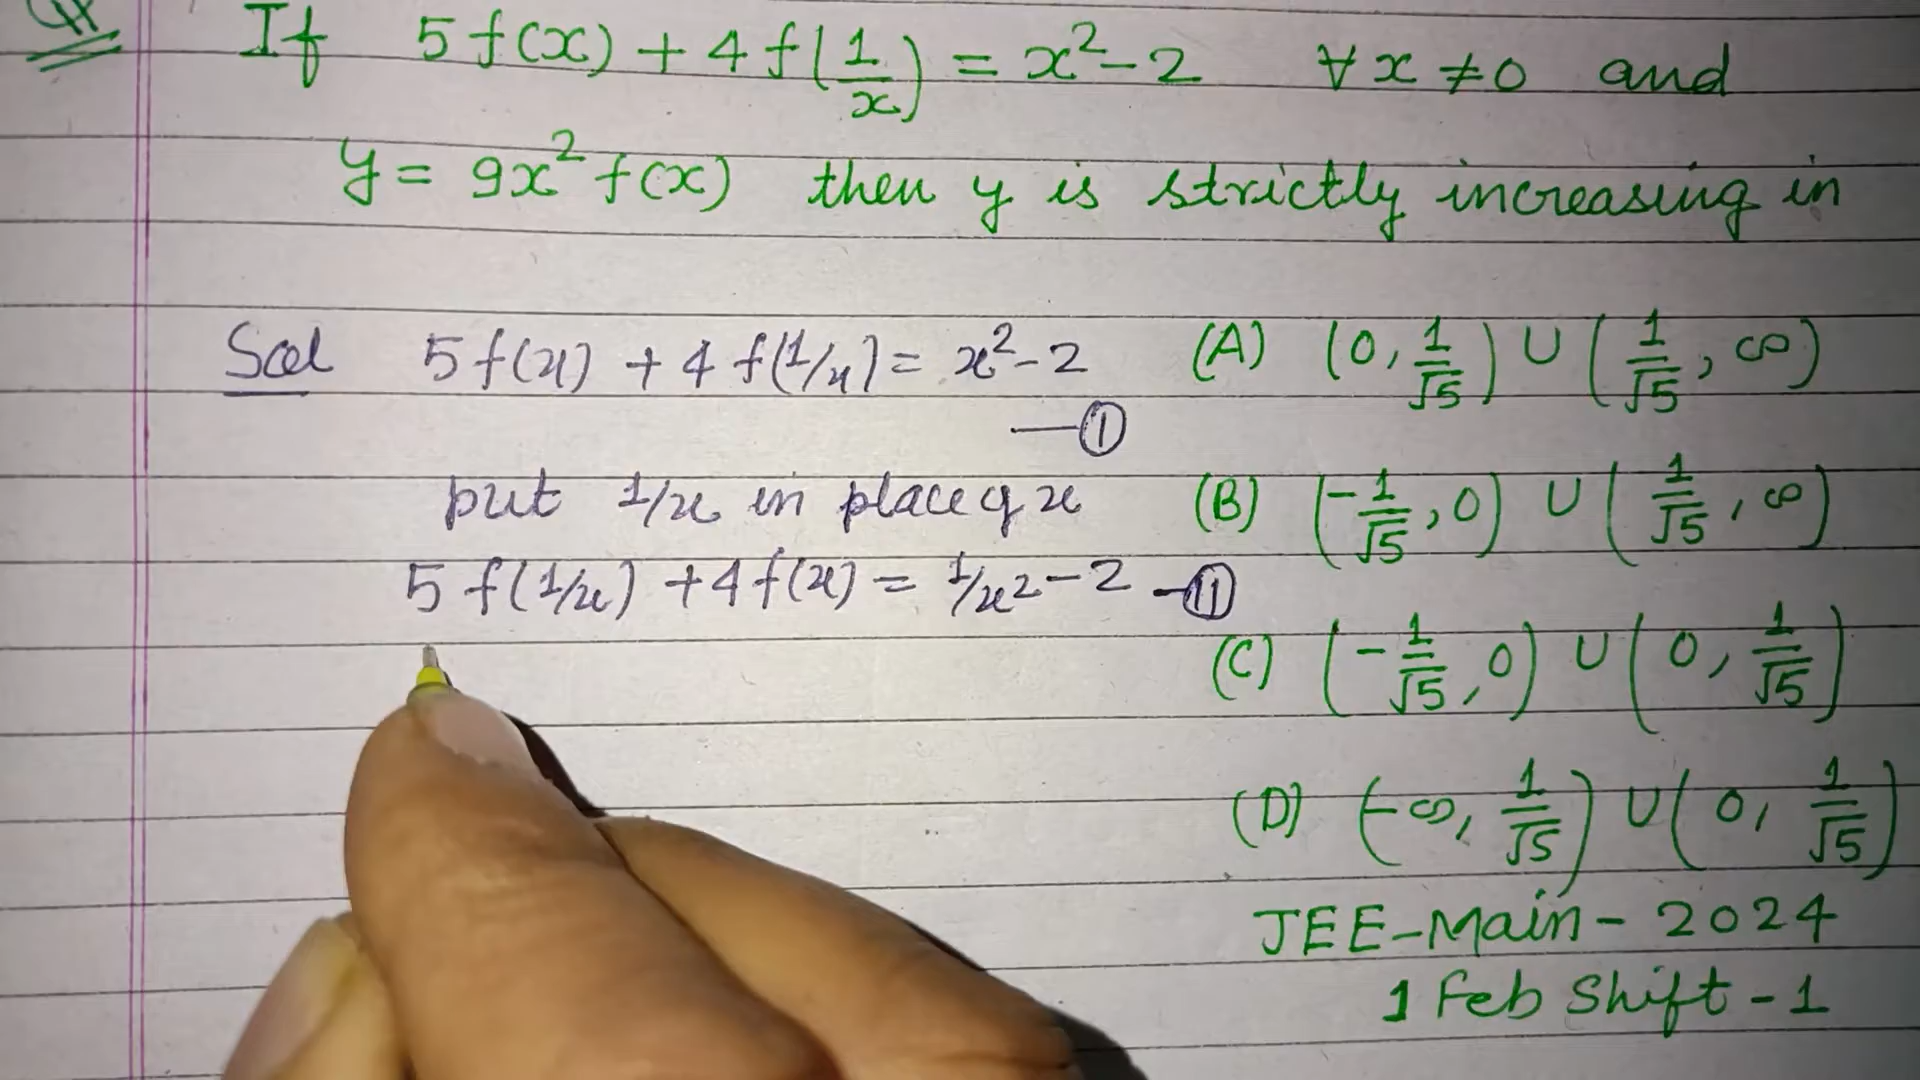 If 5f(x) + 4f(1/x) = x² - 2 ∀ x ≠ 0 and
y = 9x² f(x) then y is strictly increasing in
Sol 5f(x) + 4f(1/x) = x² - 2
— ①
put 1/x in place of x
5f(1/x) + 4f(x) = 1/x² - 2 — ⑪
(A) (0, 1/√5) ∪ (1/√5, ∞)
(B) (-1/√5, 0) ∪ (1/√5, ∞)
(C) (-1/√5, 0) ∪ (0, 1/√5)
(D) (-∞, 1/√5) ∪ (0, 1/√5)
JEE-Main - 2024
1 Feb Shift - 1